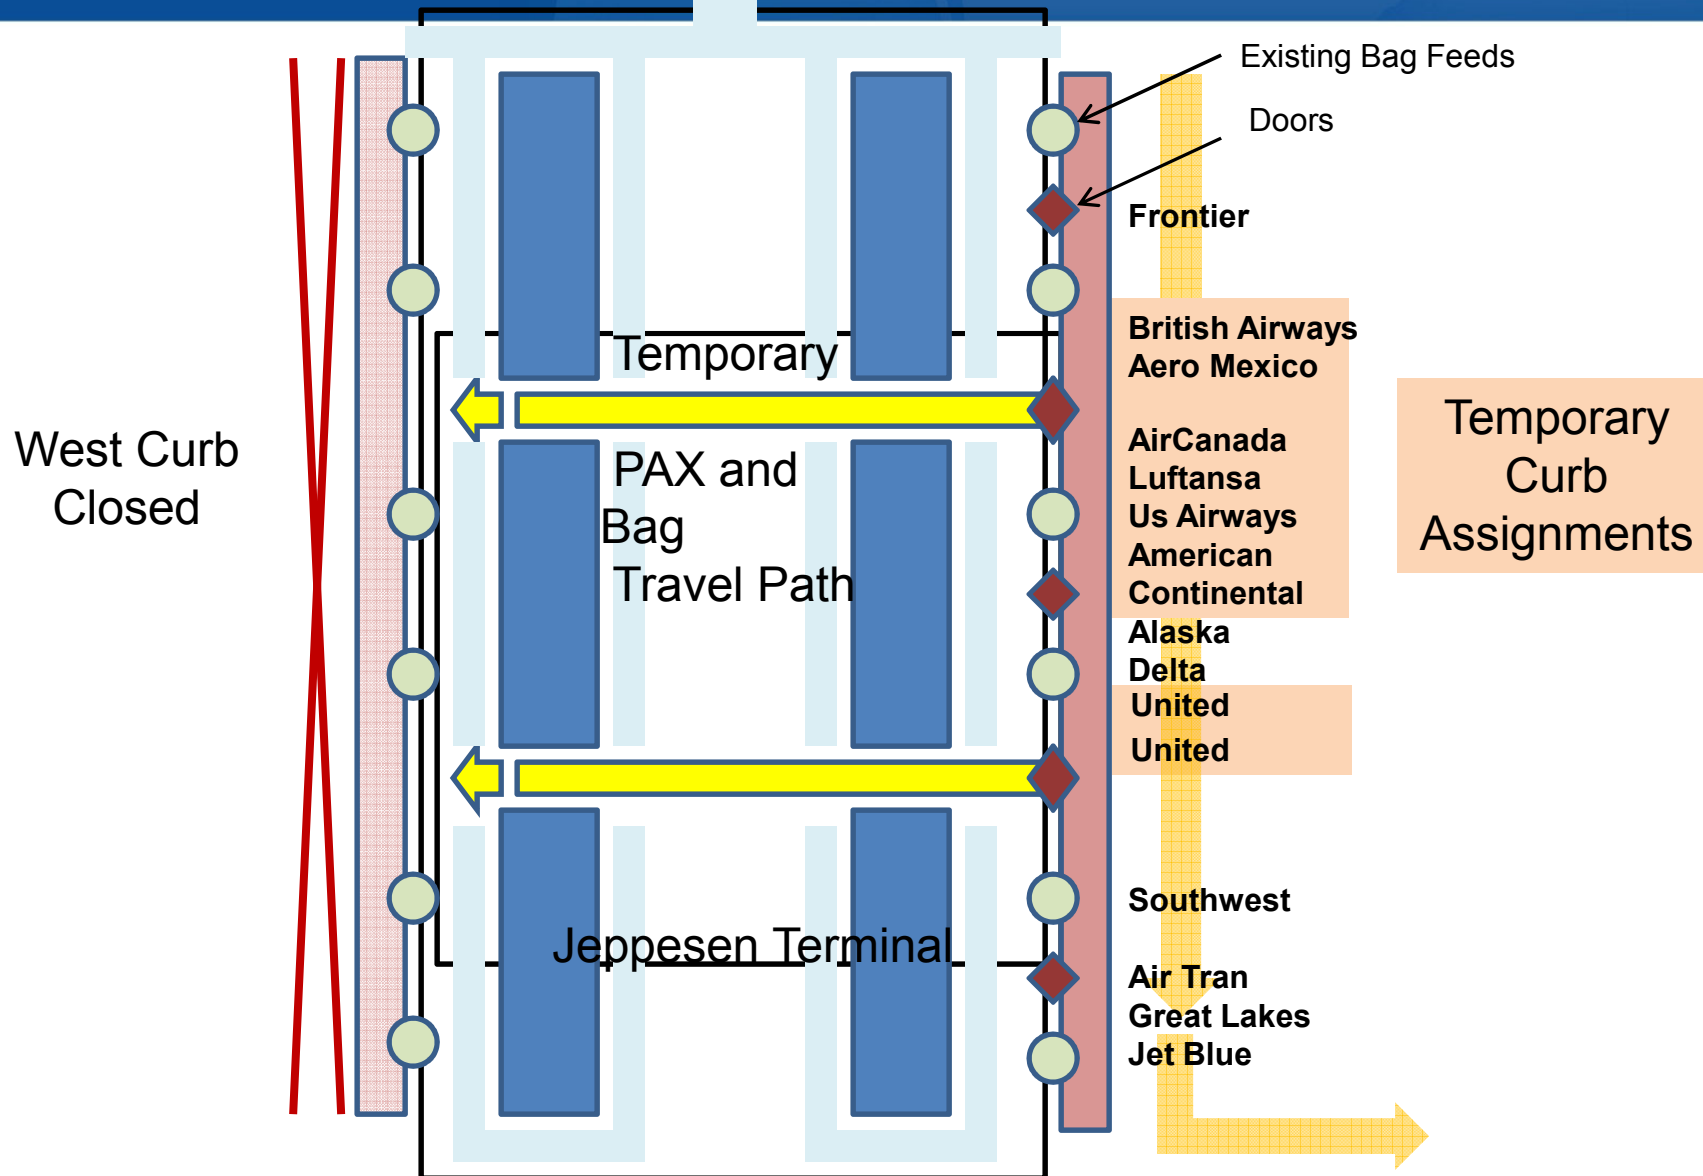 Existing Bag Feeds
Doors
Frontier
British Airways
Aero Mexico
AirCanada
Luftansa
Us Airways
American
Continental
Alaska
Delta
United
United
Southwest
Air Tran
Great Lakes
Jet Blue
Temporary
Curb
Assignments
West Curb
Closed
Temporary
PAX and
Bag
Travel Path
Jeppesen Terminal